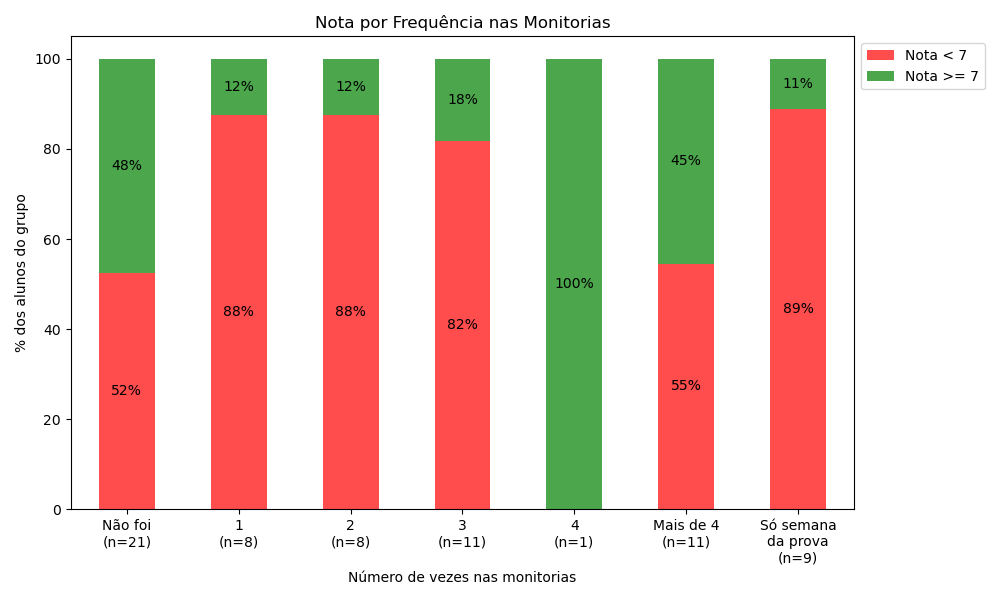 Nota por Frequência nas Monitorias
Nota < 7
Nota >= 7
% dos alunos do grupo
100
80
60
40
20
0
48%
52%
12%
88%
12%
88%
18%
82%
100%
45%
55%
11%
89%
Não foi
(n=21)
1
(n=8)
2
(n=8)
3
(n=11)
4
(n=1)
Mais de 4
(n=11)
Só semana
da prova
(n=9)
Número de vezes nas monitorias